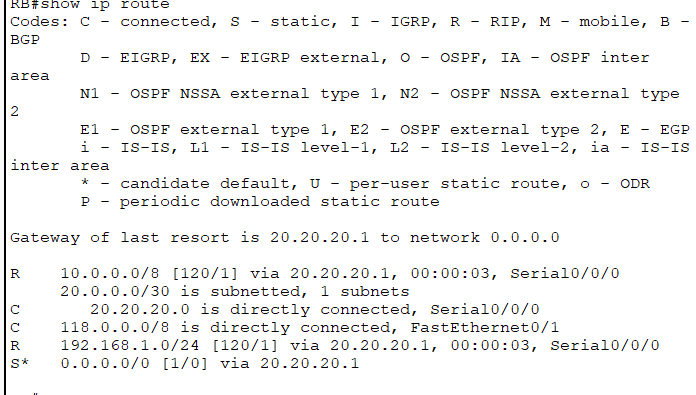 RB#show ip route
Codes: C - connected, S - static, I - IGRP, R - RIP, M - mobile, B -
BGP
       D - EIGRP, EX - EIGRP external, O - OSPF, IA - OSPF inter
area
       N1 - OSPF NSSA external type 1, N2 - OSPF NSSA external type
2
       E1 - OSPF external type 1, E2 - OSPF external type 2, E - EGP
       i - IS-IS, L1 - IS-IS level-1, L2 - IS-IS level-2, ia - IS-IS
inter area
       * - candidate default, U - per-user static route, o - ODR
       P - periodic downloaded static route
Gateway of last resort is 20.20.20.1 to network 0.0.0.0
R    10.0.0.0/8 [120/1] via 20.20.20.1, 00:00:03, Serial0/0/0
     20.0.0.0/30 is subnetted, 1 subnets
C       20.20.20.0 is directly connected, Serial0/0/0
C    118.0.0.0/8 is directly connected, FastEthernet0/1
R    192.168.1.0/24 [120/1] via 20.20.20.1, 00:00:03, Serial0/0/0
S*   0.0.0.0/0 [1/0] via 20.20.20.1